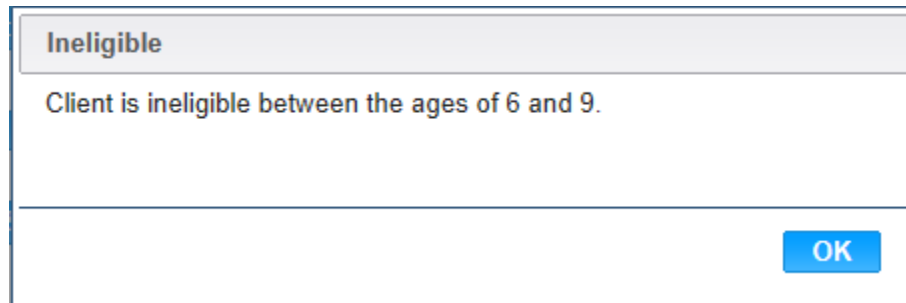 Ineligible
Client is ineligible between the ages of 6 and 9.
OK